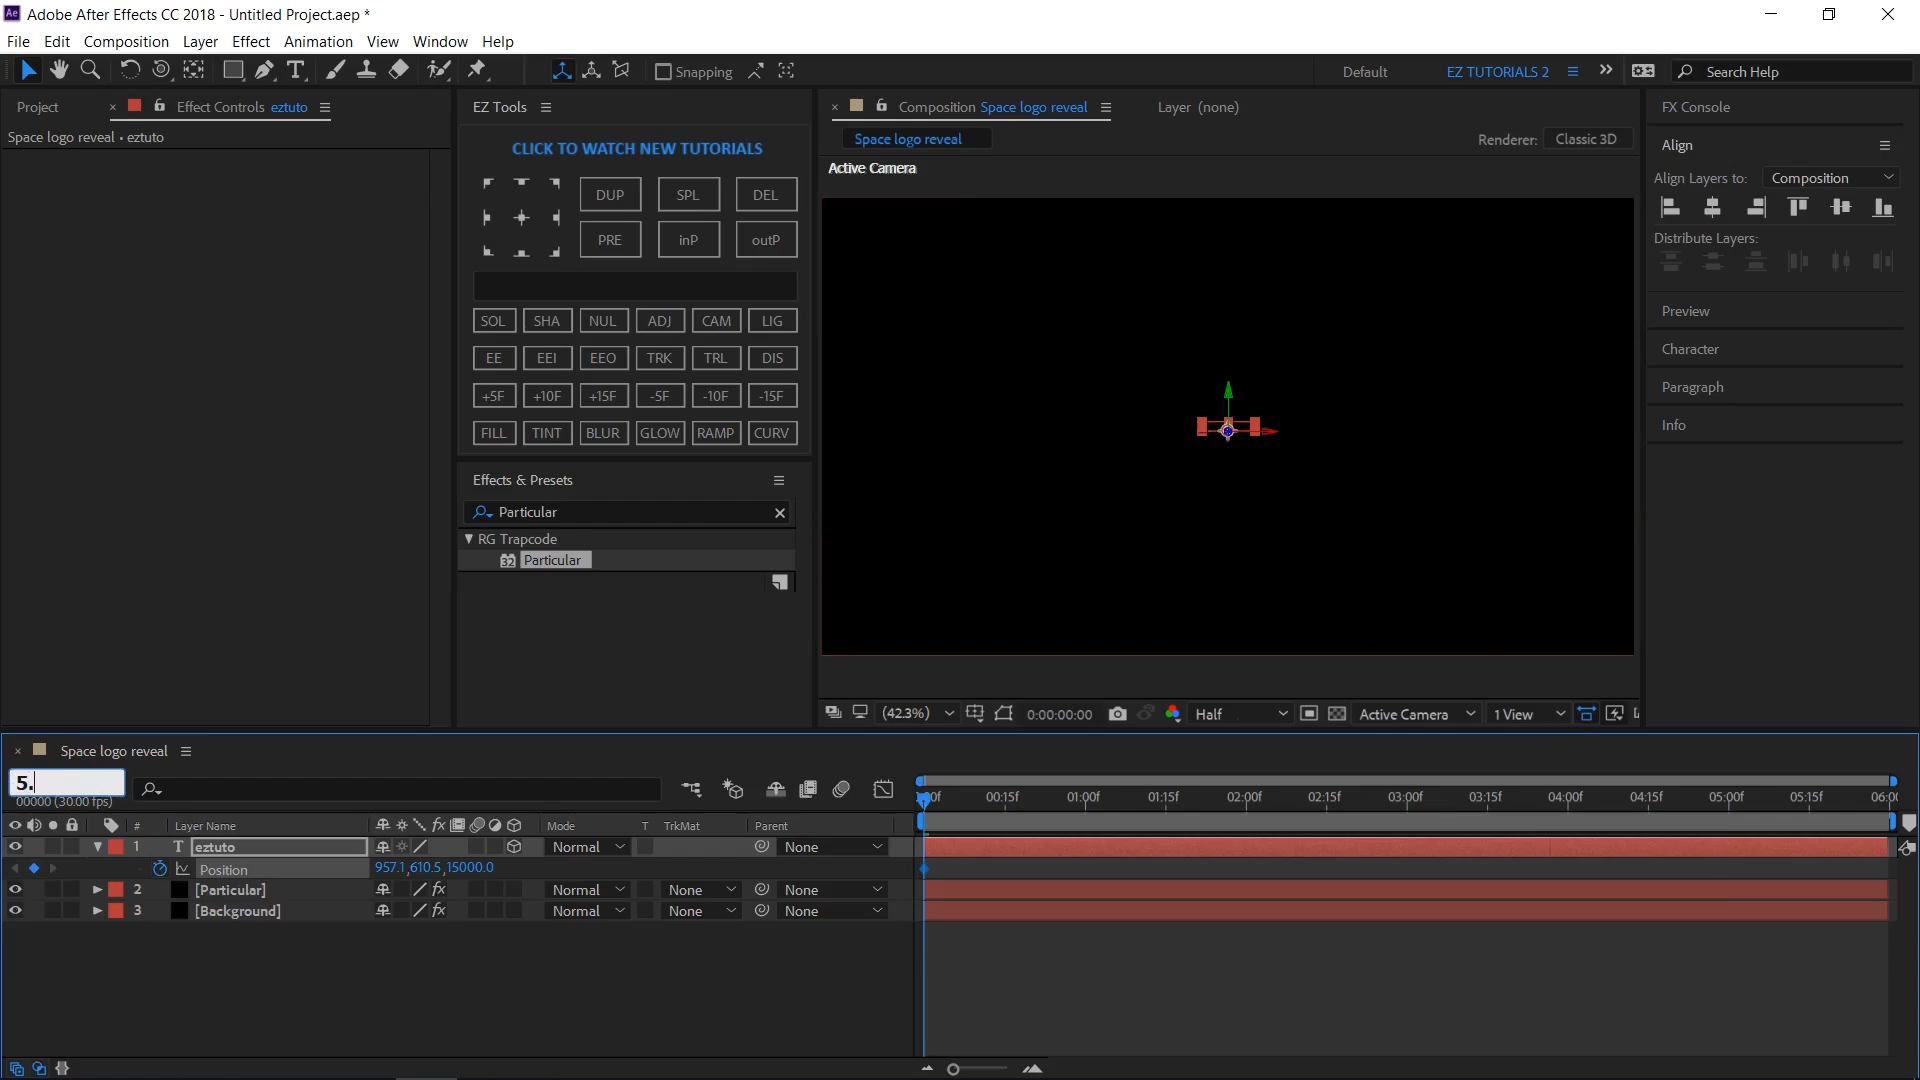 Ae Adobe After Effects CC 2018 - Untitled Project.aep *
File Edit Composition Layer Effect Animation View Window Help
T Snapping Default EZ TUTORIALS 2 Search Help
Project × Effect Controls eztuto
Space logo reveal • eztuto
EZ Tools
CLICK TO WATCH NEW TUTORIALS
DUP SPL DEL
PRE inP outP
SOL SHA NUL ADJ CAM LIG
EE EEI EEO TRK TRL DIS
+5F +10F +15F -5F -10F -15F
FILL TINT BLUR GLOW RAMP CURV
Effects & Presets
Particular
RG Trapcode
32 Particular
× Composition Space logo reveal Layer (none)
Space logo reveal Renderer: Classic 3D
Active Camera
(42.3%) 0:00:00:00 Half Active Camera 1 View
FX Console
Align
Align Layers to: Composition
Distribute Layers:
Preview
Character
Paragraph
Info
× Space logo reveal
5.
00000 (30.00 fps)
00f 00:15f 01:00f 01:15f 02:00f 02:15f 03:00f 03:15f 04:00f 04:15f 05:00f 05:15f 06:00
# Layer Name fx Mode T TrkMat Parent
1 T eztuto Normal None
Position 957.1,610.5,15000.0
2 [Particular] fx Normal None None
3 [Background] fx Normal None None